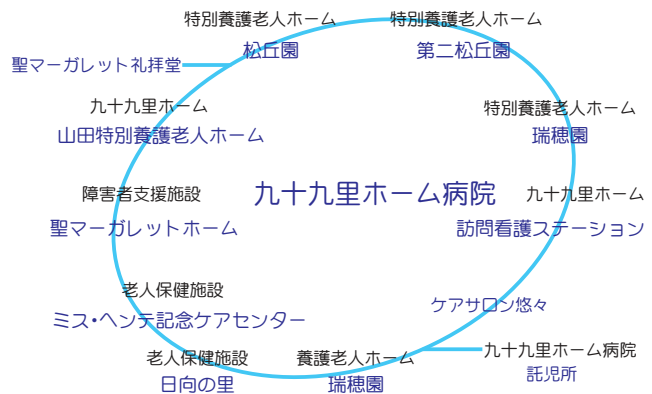 特別養護老人ホーム
松丘園
特別養護老人ホーム
第二松丘園
聖マーガレット礼拝堂
九十九里ホーム
山田特別養護老人ホーム
特別養護老人ホーム
瑞穂園
九十九里ホーム病院
障害者支援施設
聖マーガレットホーム
九十九里ホーム
訪問看護ステーション
老人保健施設
ミス・ヘンテ記念ケアセンター
ケアサロン悠々
老人保健施設
日向の里
養護老人ホーム
瑞穂園
九十九里ホーム病院
託児所